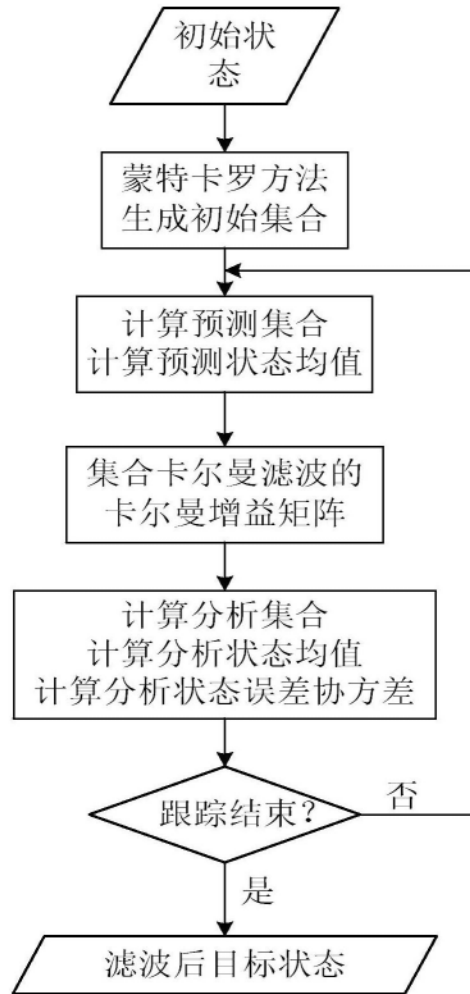 初始状
态
蒙特卡罗方法
生成初始集合
计算预测集合
计算预测状态均值
集合卡尔曼滤波的
卡尔曼增益矩阵
计算分析集合
计算分析状态均值
计算分析状态误差协方差
跟踪结束？
否
是
滤波后目标状态